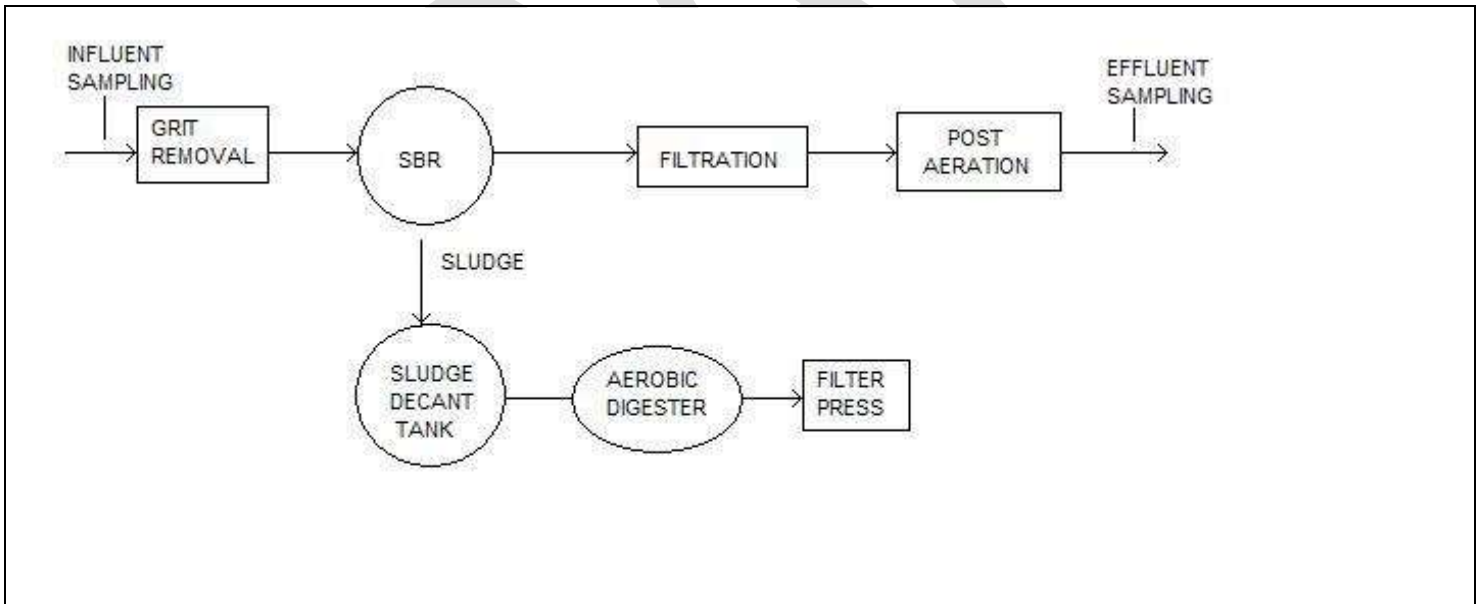 INFLUENT
SAMPLING
GRIT
REMOVAL
SBR
FILTRATION
POST
AERATION
EFFLUENT
SAMPLING
SLUDGE
SLUDGE
DECANT
TANK
AEROBIC
DIGESTER
FILTER
PRESS